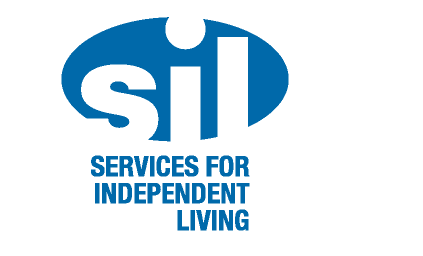 sil
SERVICES FOR
INDEPENDENT
LIVING